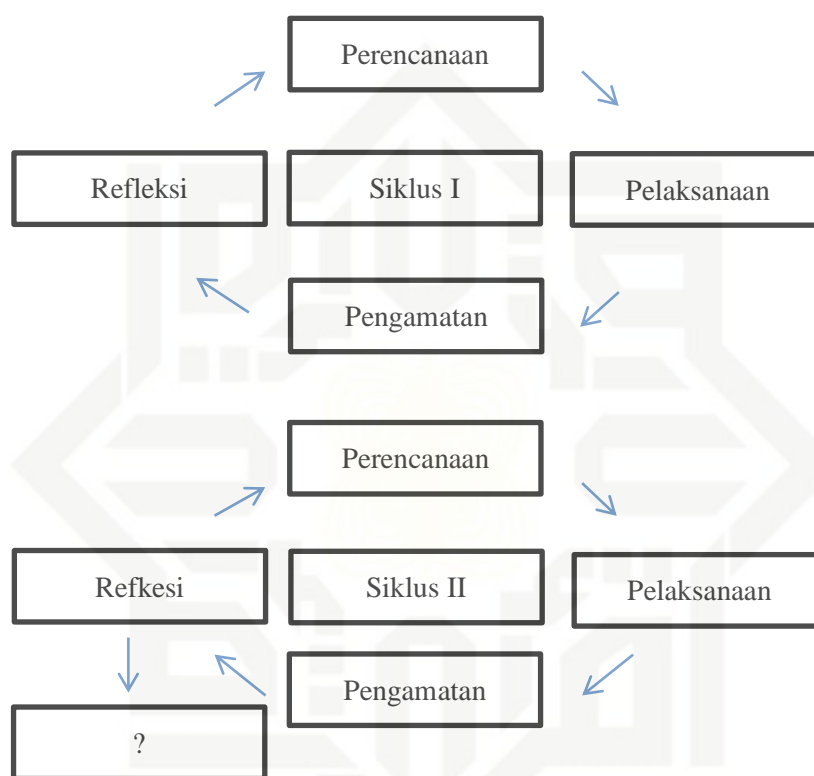 Perencanaan
Refleksi
Siklus I
Pelaksanaan
Pengamatan
Perencanaan
Refkesi
Siklus II
Pelaksanaan
Pengamatan
?